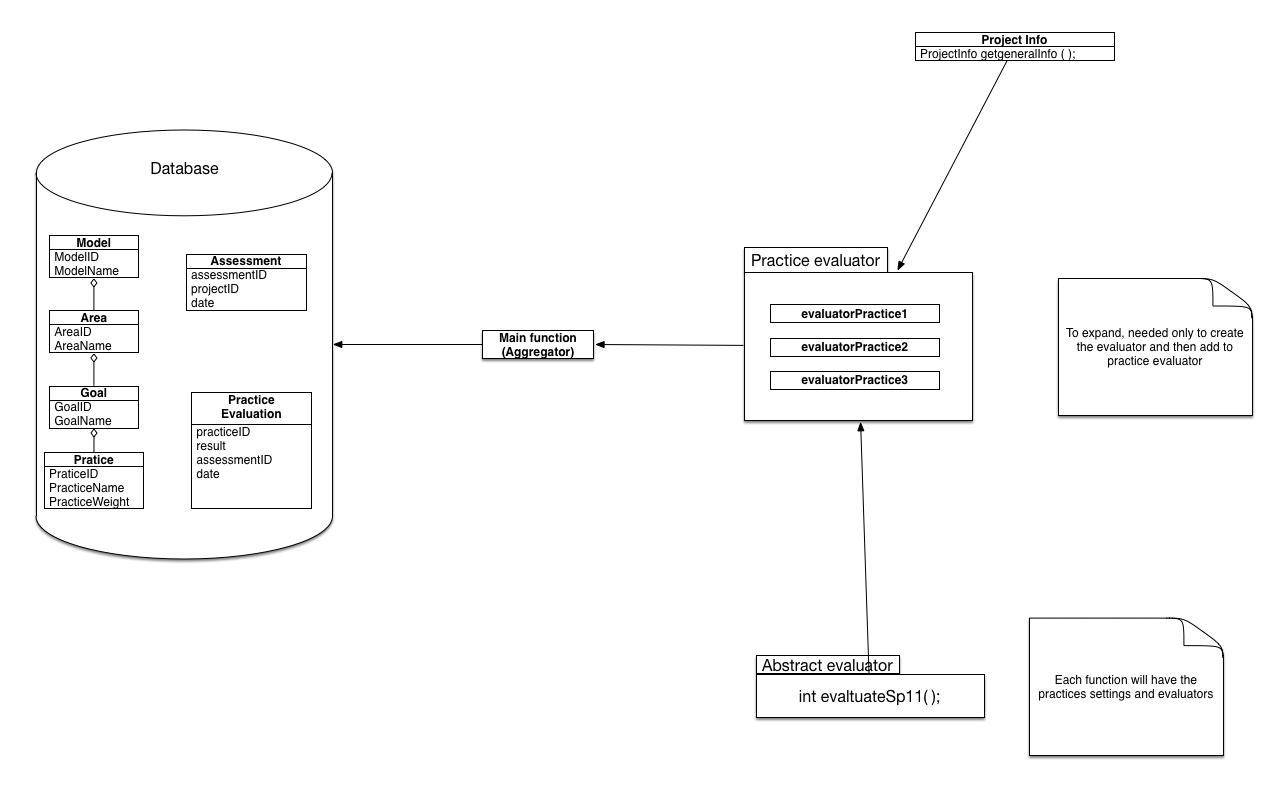 Project Info
ProjectInfo getgeneralInfo ( );
Database
Model
ModelID
ModelName
Area
AreaID
AreaName
Goal
GoalID
GoalName
Pratice
PraticeID
PracticeName
PracticeWeight
Assessment
assessmentID
projectID
date
Practice
Evaluation
practiceID
result
assessmentID
date
Main function
(Aggregator)
Practice evaluator
evaluatorPractice1
evaluatorPractice2
evaluatorPractice3
To expand, needed only to create
the evaluator and then add to
practice evaluator
Abstract evaluator
int evaltuateSp11( );
Each function will have the
practices settings and evaluators